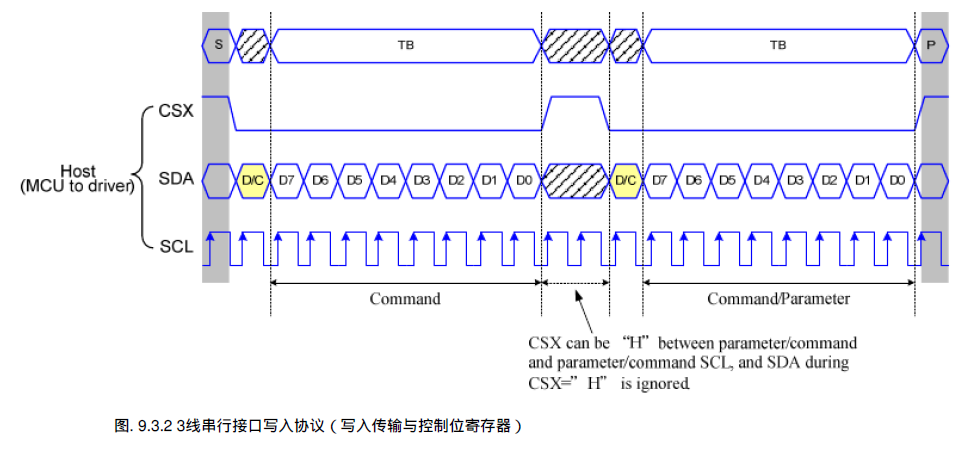 S TB TB P
CSX
Host
(MCU to driver)
SDA D/C D7 D6 D5 D4 D3 D2 D1 D0 D/C D7 D6 D5 D4 D3 D2 D1 D0
SCL
Command Command/Parameter
CSX can be “H” between parameter/command
and parameter/command SCL, and SDA during
CSX=”H” is ignored
图. 9.3.2 3线串行接口写入协议（写入传输与控制位寄存器）